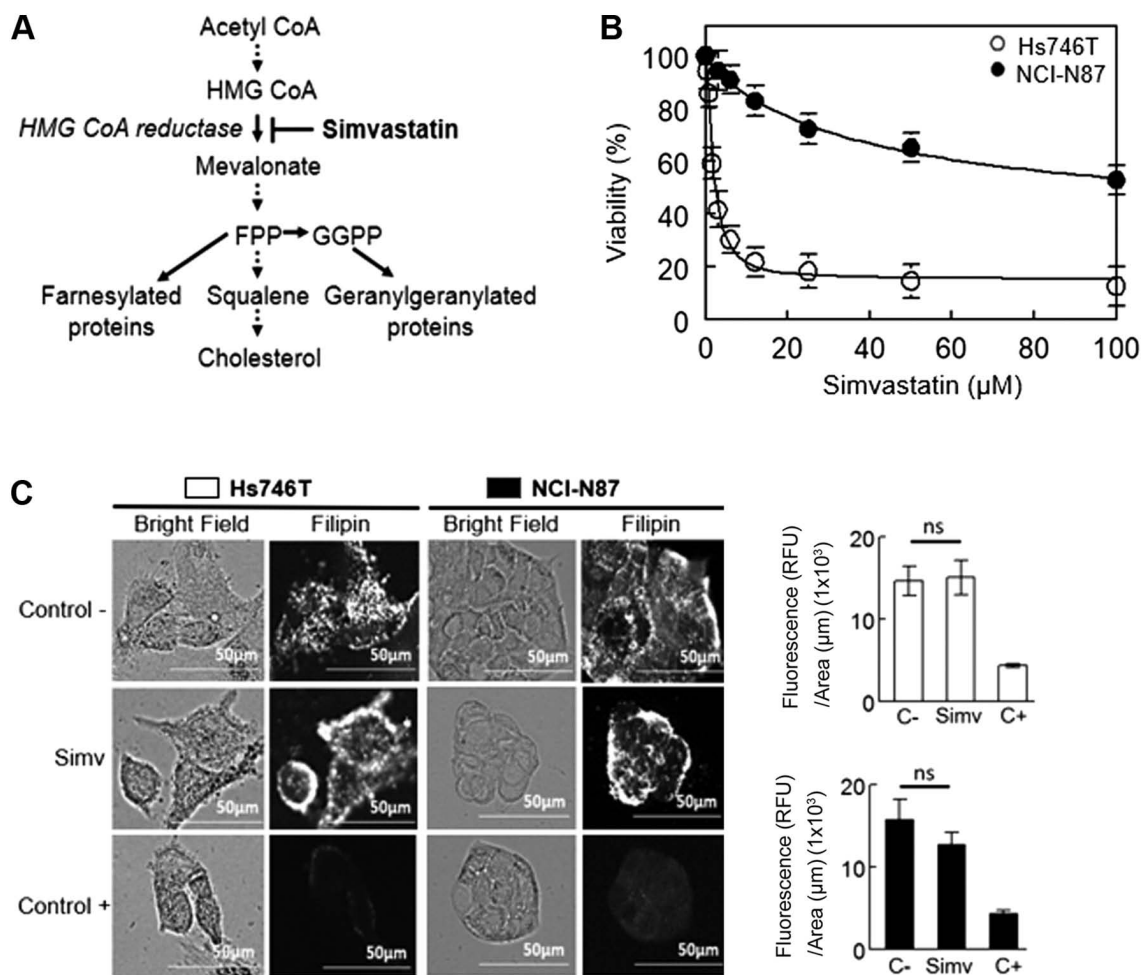 A
Acetyl CoA
HMG CoA
HMG CoA reductase
Simvastatin
Mevalonate
FPP
GGPP
Farnesylated
proteins
Squalene
Geranylgeranylated
proteins
Cholesterol
B
Hs746T
NCI-N87
Viability (%)
100
80
60
40
20
0
0 20 40 60 80 100
Simvastatin (µM)
C
Hs746T
NCI-N87
Bright Field
Filipin
Bright Field
Filipin
Control -
50µm
50µm
50µm
50µm
Simv
50µm
50µm
50µm
50µm
Control +
50µm
50µm
50µm
50µm
Fluorescence (RFU)
/Area (µm) (1x10³)
20
10
0
ns
C- Simv C+
Fluorescence (RFU)
/Area (µm) (1x10³)
20
10
0
ns
C- Simv C+